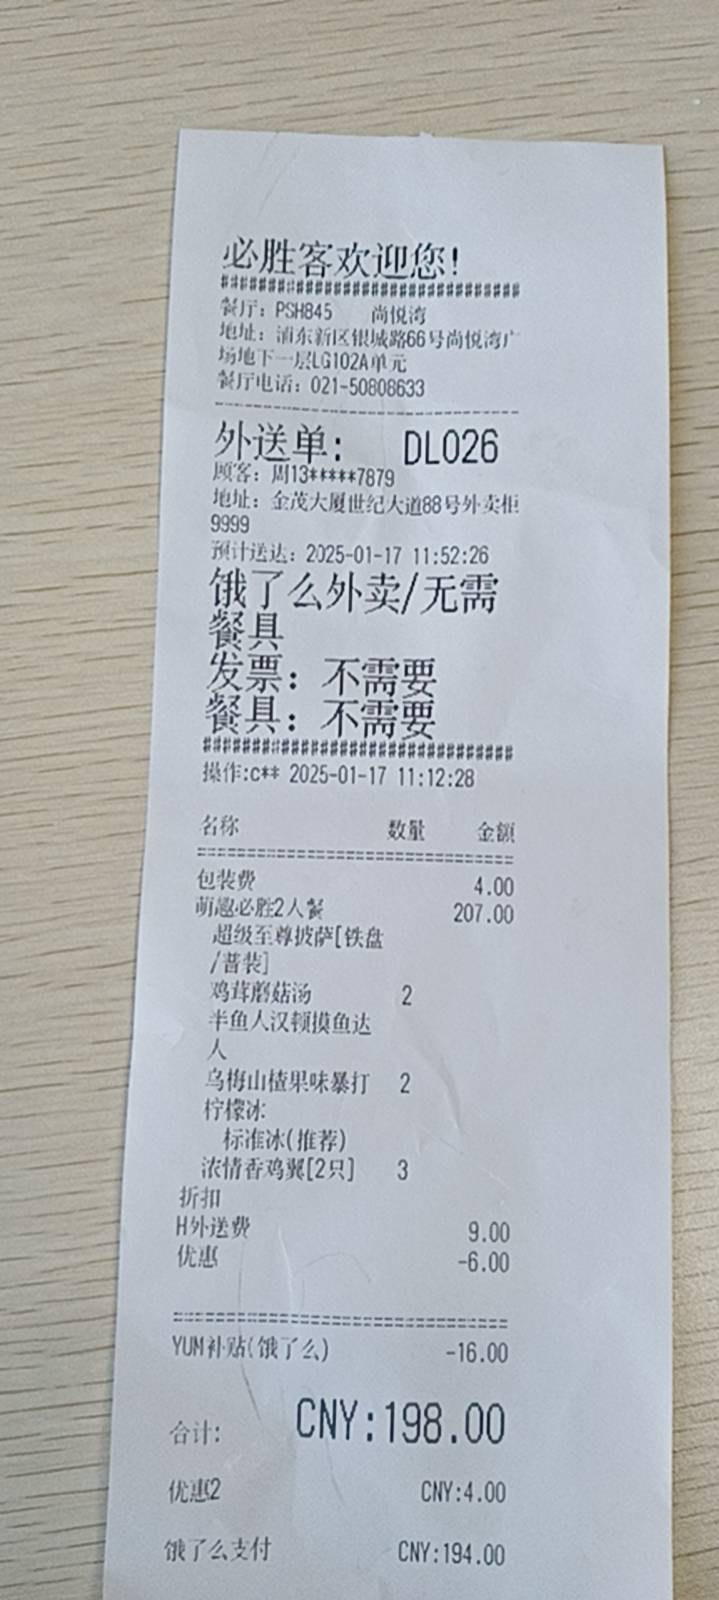 必胜客欢迎您!
######################################
餐厅: PSH845 尚悦湾
地址: 浦东新区银城路66号尚悦湾广
场地下一层LG102A单元
餐厅电话: 021-50808633
--------------------------------------
外送单: DL026
顾客: 周13*****7879
地址: 金茂大厦世纪大道88号外卖柜
9999
预计送达: 2025-01-17 11:52:26
饿了么外卖/无需
餐具
发票: 不需要
餐具: 不需要
######################################
操作:c** 2025-01-17 11:12:28
名称 数量 金额
======================================
包装费 4.00
萌趣必胜2人餐 207.00
超级至尊披萨[铁盘
/普装]
鸡茸蘑菇汤 2
半鱼人汉顿摸鱼达
人
乌梅山楂果味暴打 2
柠檬冰
标准冰(推荐)
浓情香鸡翼[2只] 3
折扣
H外送费 9.00
优惠 -6.00
======================================
YUM补贴(饿了么) -16.00
合计: CNY:198.00
优惠2 CNY:4.00
饿了么支付 CNY:194.00